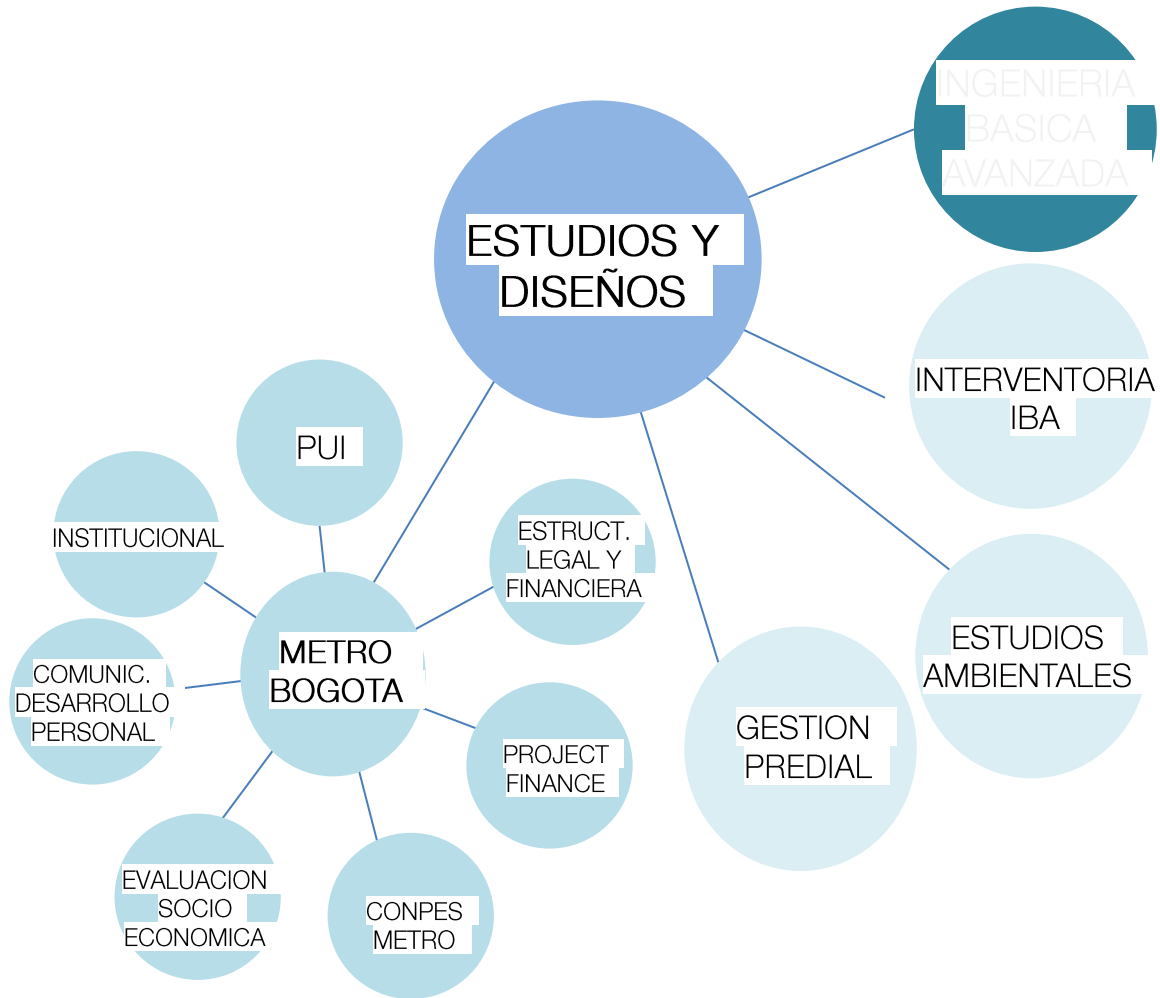 INGENIERIA
BASICA
AVANZADA
ESTUDIOS Y
DISEÑOS
INTERVENTORIA
IBA
PUI
INSTITUCIONAL
ESTRUCT.
LEGAL Y
FINANCIERA
METRO
BOGOTA
COMUNIC.
DESARROLLO
PERSONAL
ESTUDIOS
AMBIENTALES
GESTION
PREDIAL
PROJECT
FINANCE
EVALUACION
SOCIO
ECONOMICA
CONPES
METRO